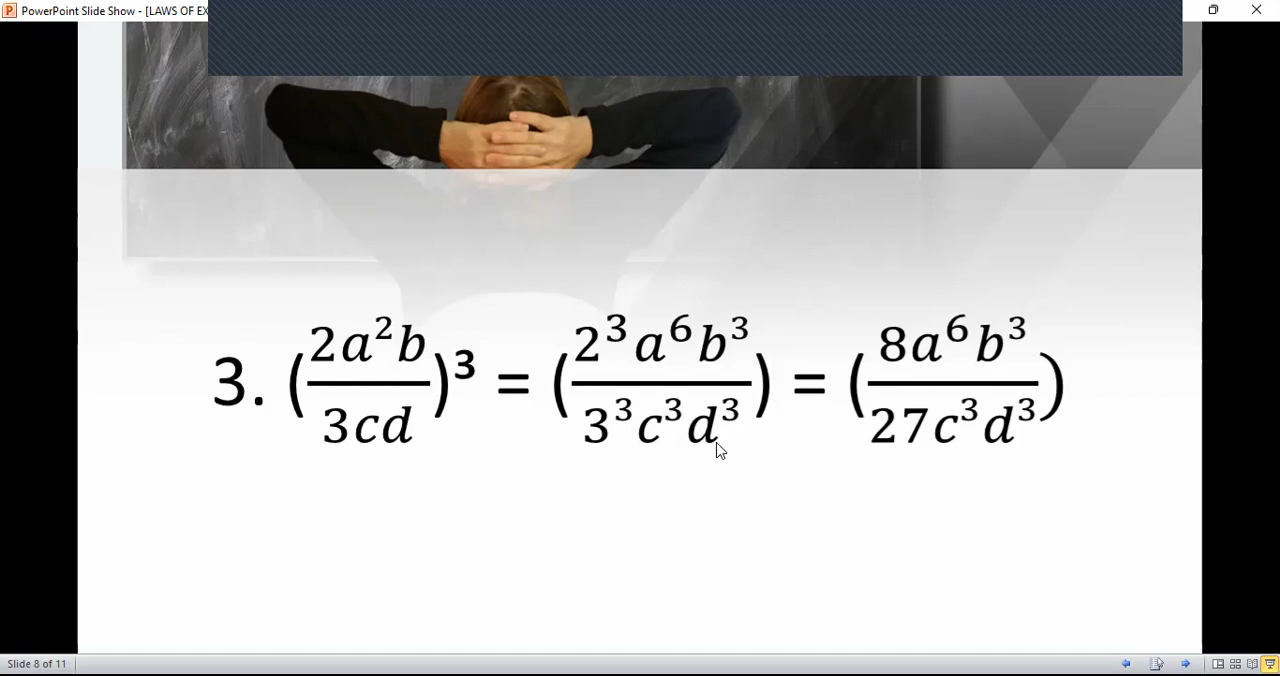 PowerPoint Slide Show - [LAWS OF EX
3. (2a²b / 3cd)³ = (2³a⁶b³ / 3³c³d³) = (8a⁶b³ / 27c³d³)
Slide 8 of 11